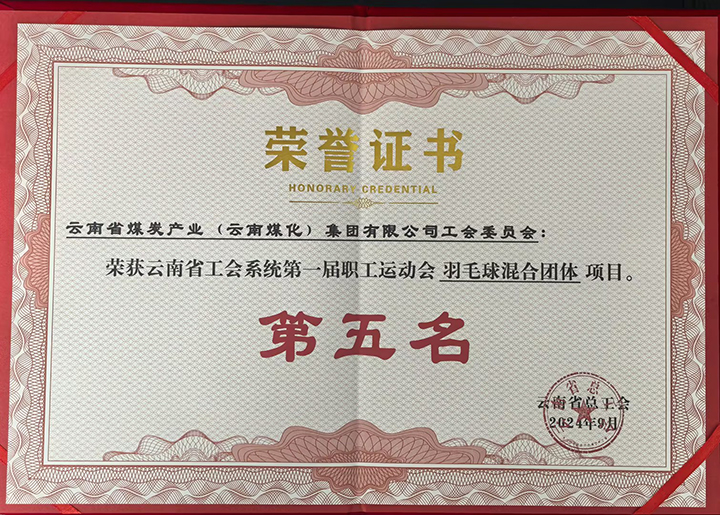 荣誉证书
HONORARY CREDENTIAL
云南省煤炭产业（云南煤化）集团有限公司工会委员会：
荣获云南省工会系统第一届职工运动会 羽毛球混合团体 项目。
第五名
云南省总工会
2024年9月